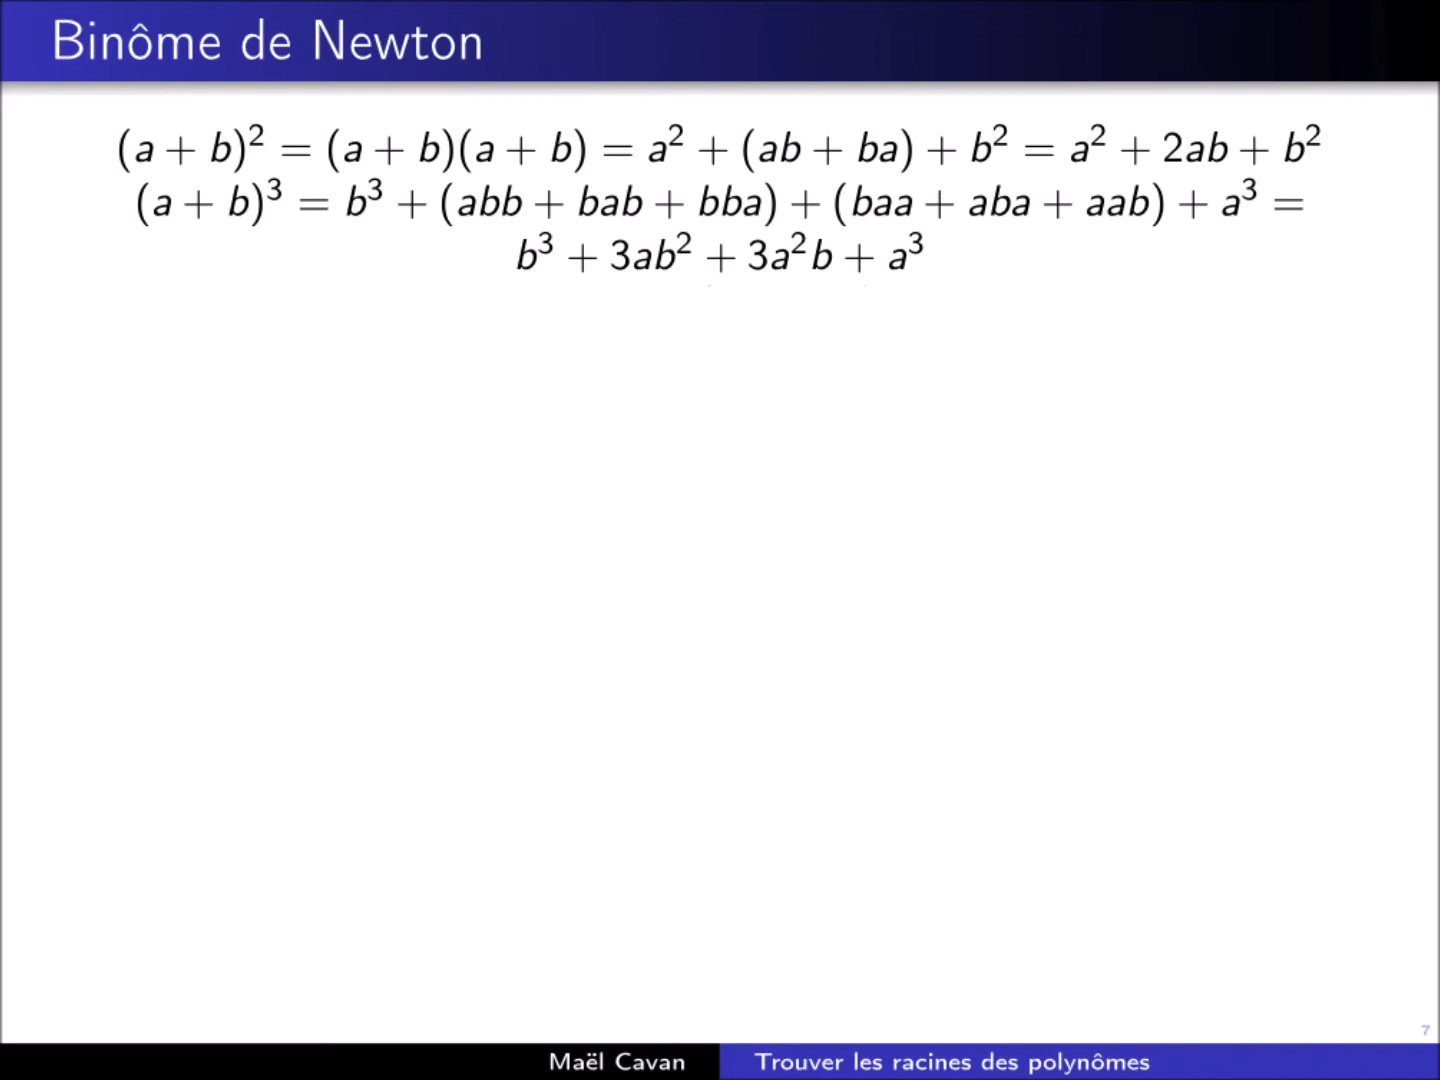 Binôme de Newton
(a + b)² = (a + b)(a + b) = a² + (ab + ba) + b² = a² + 2ab + b²
(a + b)³ = b³ + (abb + bab + bba) + (baa + aba + aab) + a³ =
b³ + 3ab² + 3a²b + a³
7
Maël Cavan Trouver les racines des polynômes